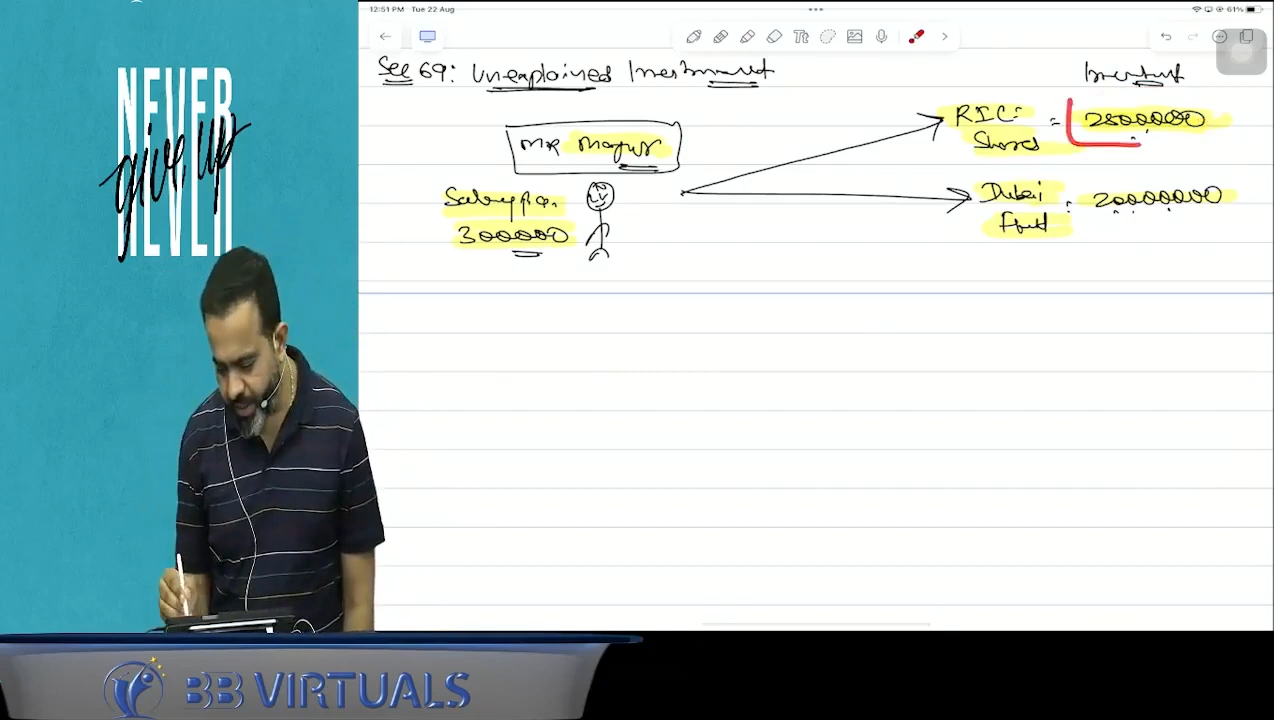 12:51 PM Tue 22 Aug
61%
Sec 69: Unexplained Investment
Investment
NEVER
give up
NEVER
Mr Mayur
RIL
Shares = 2500000
Salary p.a.
300000
Dubai
Flat : 20000000
BB VIRTUALS